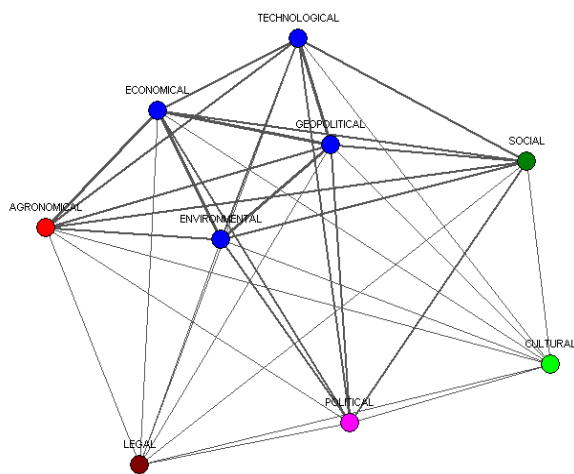 TECHNOLOGICAL
ECONOMICAL
GEOPOLITICAL
SOCIAL
AGRONOMICAL
ENVIRONMENTAL
CULTURAL
POLITICAL
LEGAL